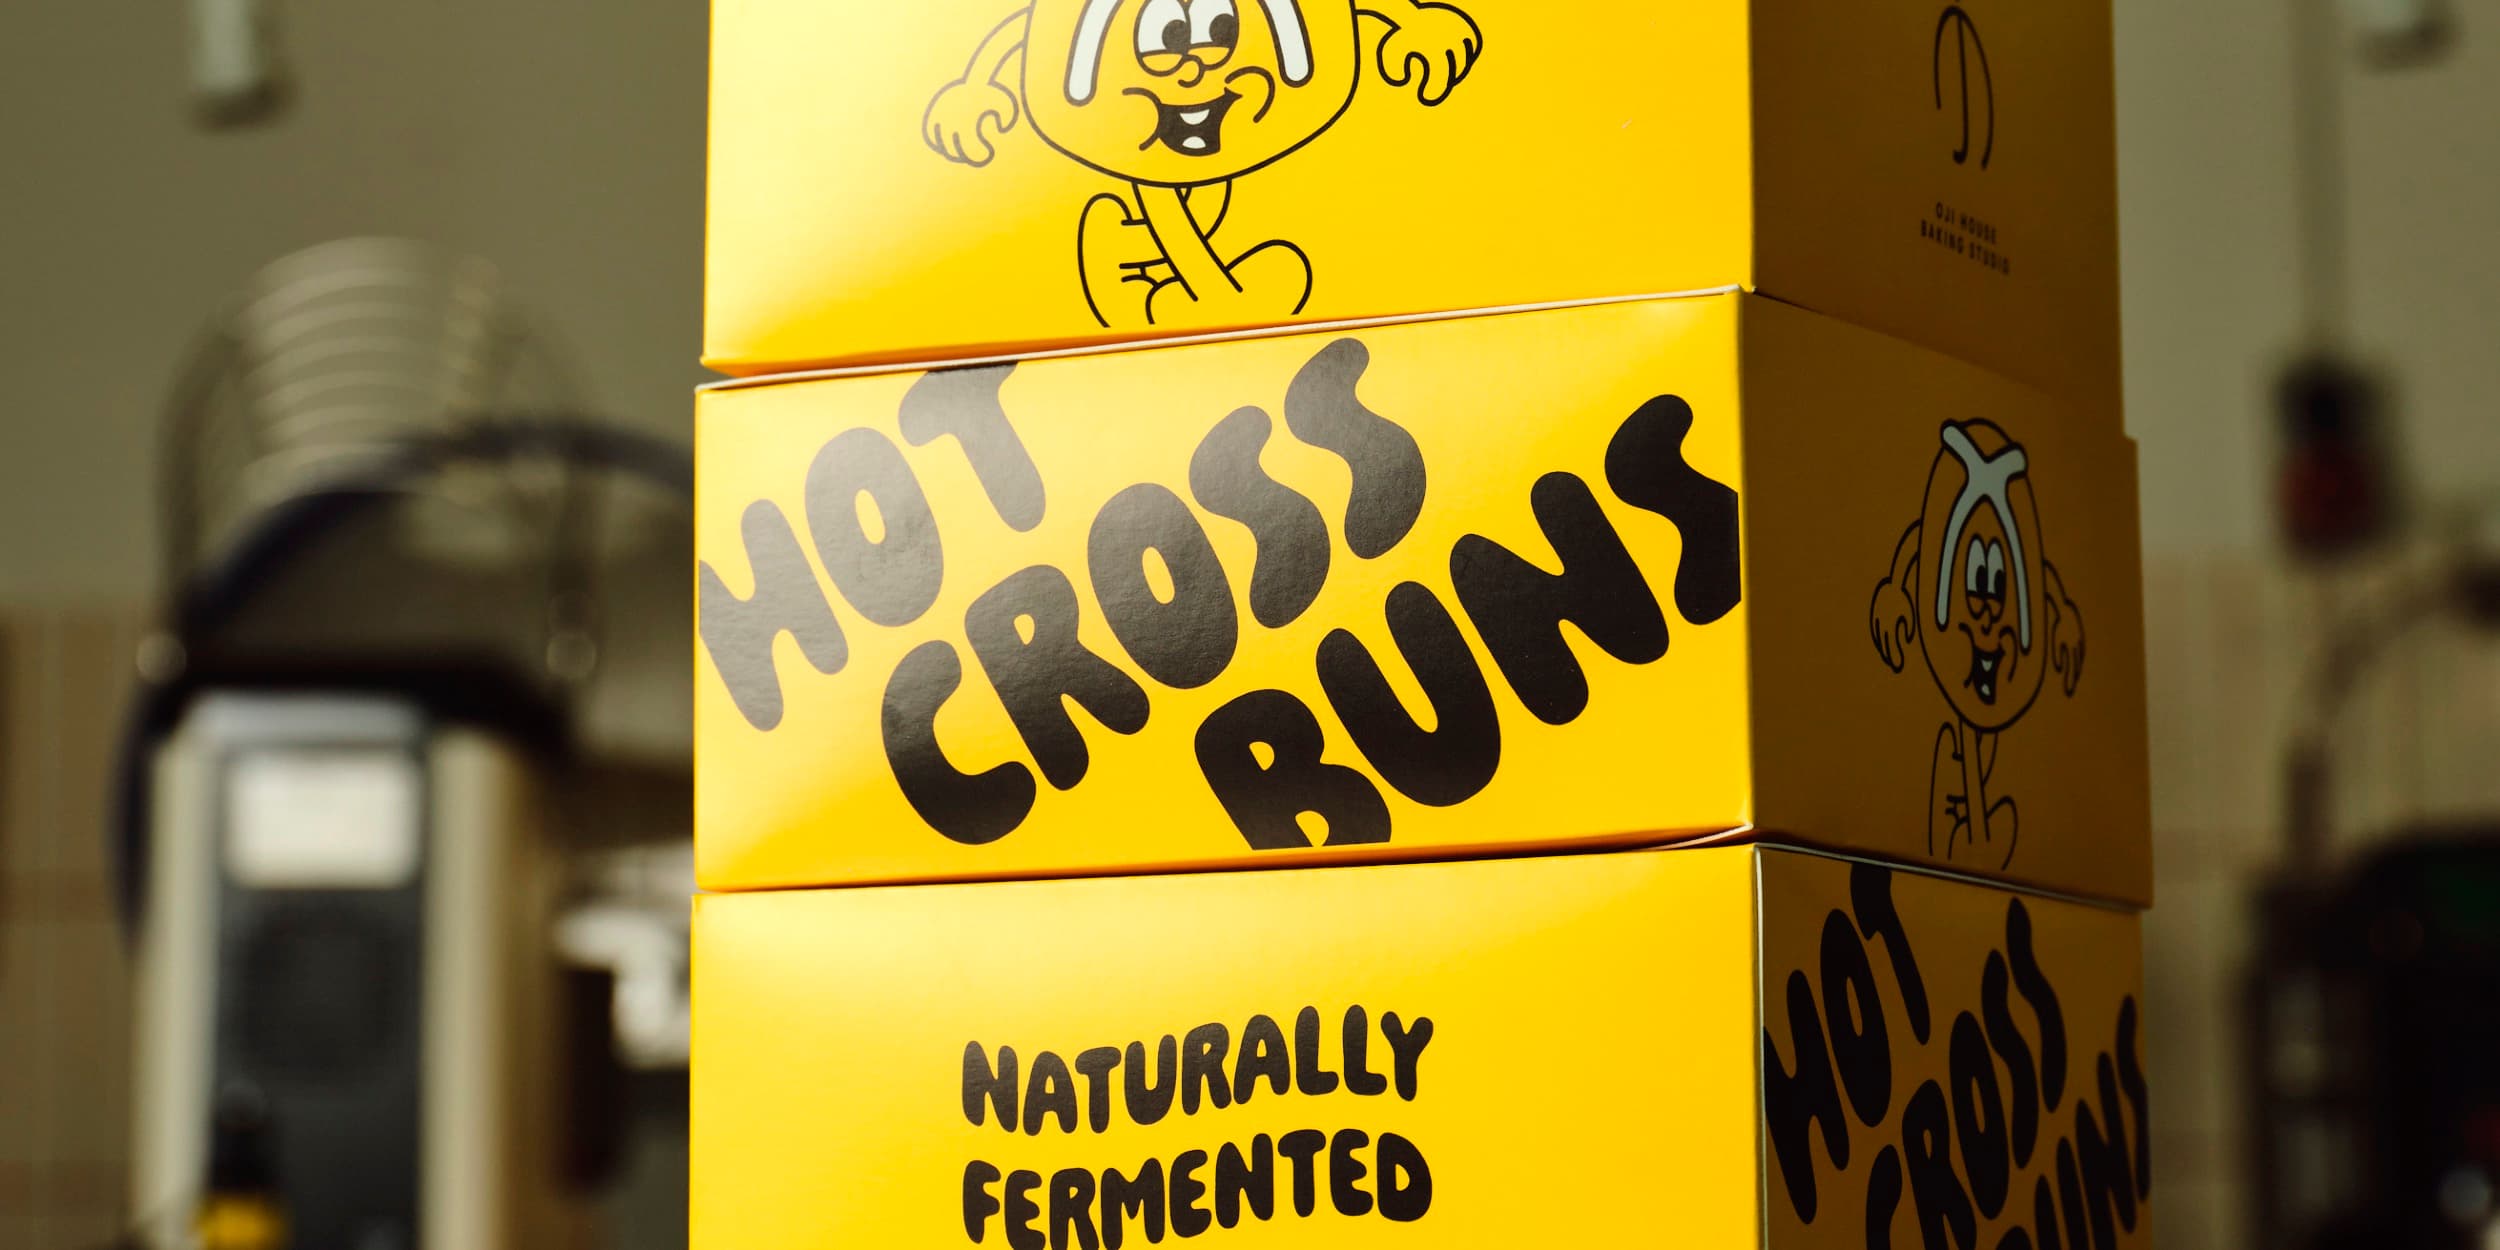 OJI HOUSE
BAKING STUDIO
HOT
CROSS
BUNS
NATURALLY
FERMENTED
HOT
CROSS
BUNS